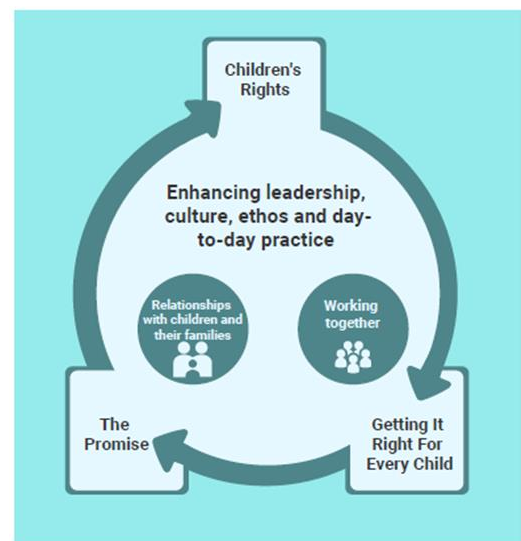 Children's
Rights
Enhancing leadership,
culture, ethos and day-
to-day practice
Relationships
with children and
their families
Working
together
The
Promise
Getting It
Right For
Every Child